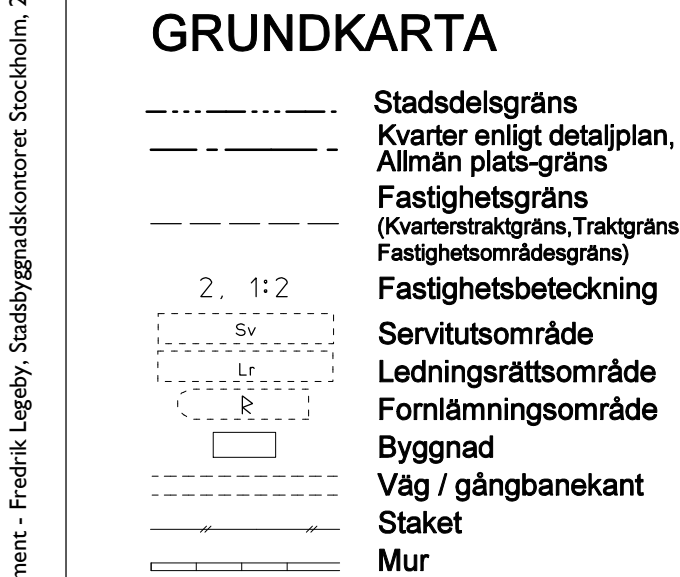 GRUNDKARTA
Stadsdelsgräns
Kvarter enligt detaljplan,
Allmän plats-gräns
Fastighetsgräns
(Kvarterstraktgräns,Traktgräns
Fastighetsområdesgräns)
2, 1:2 Fastighetsbeteckning
Sv Servitutsområde
Lr Ledningsrättsområde
R Fornlämningsområde
Byggnad
Väg / gångbanekant
Staket
Mur
ment - Fredrik Legeby, Stadsbyggnadskontoret Stockholm,